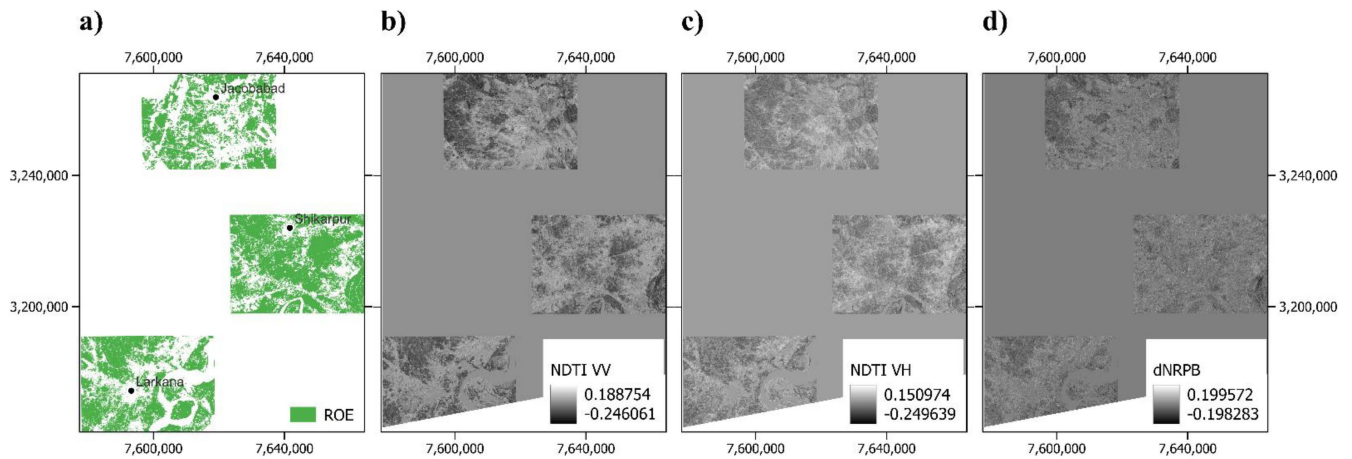 a)
b)
c)
d)
7,600,000 7,640,000
7,600,000 7,640,000
7,600,000 7,640,000
7,600,000 7,640,000
Jacobabad
3,240,000
3,240,000
Shikarpur
3,200,000
3,200,000
Larkana
ROE
NDTI VV
0.188754
-0.246061
NDTI VH
0.150974
-0.249639
dNRPB
0.199572
-0.198283
7,600,000 7,640,000
7,600,000 7,640,000
7,600,000 7,640,000
7,600,000 7,640,000